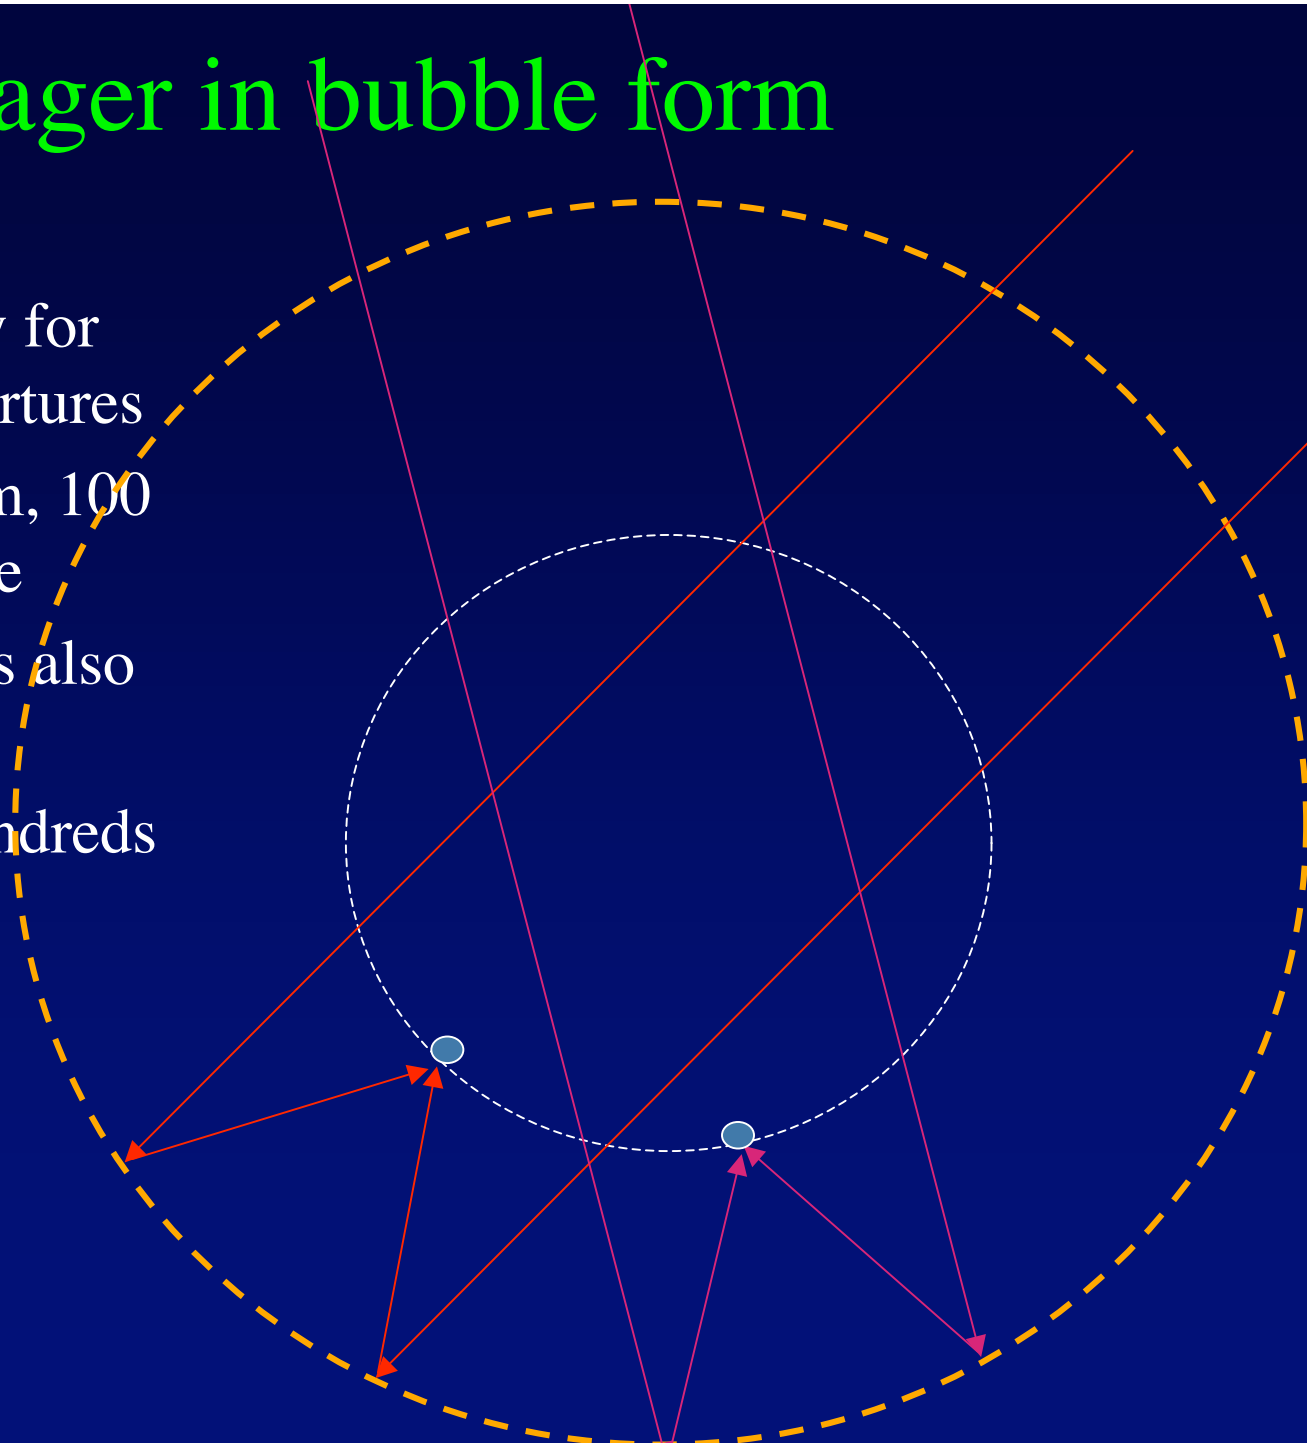 ager in bubble form
for
rtures
m, 100
e
s also
ndreds